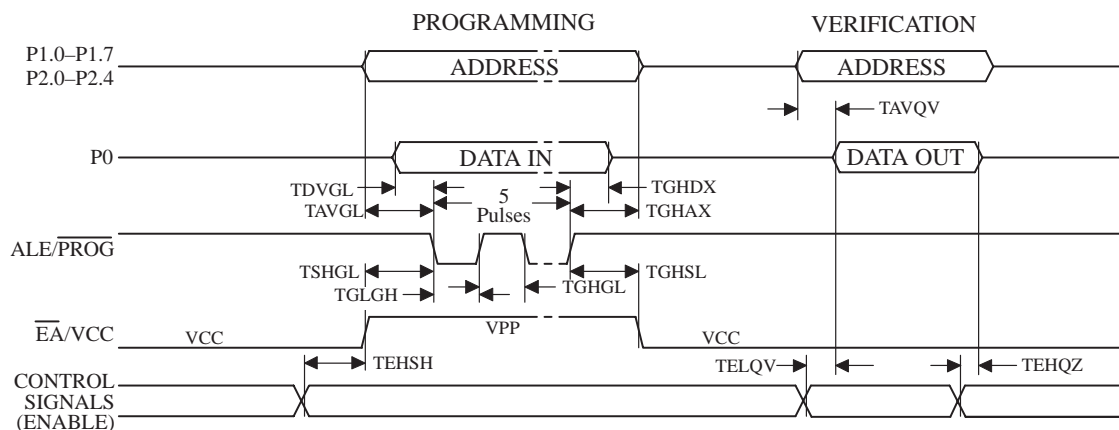 PROGRAMMING
VERIFICATION
P1.0–P1.7
P2.0–P2.4
ADDRESS
ADDRESS
TAVQV
P0
DATA IN
DATA OUT
TDVGL
TGHDX
5
Pulses
TAVGL
TGHAX
ALE/PROG
TSHGL
TGHSL
TGLGH
TGHGL
EA/VCC
VCC
VPP
VCC
TEHSH
TELQV
TEHQZ
CONTROL
SIGNALS
(ENABLE)